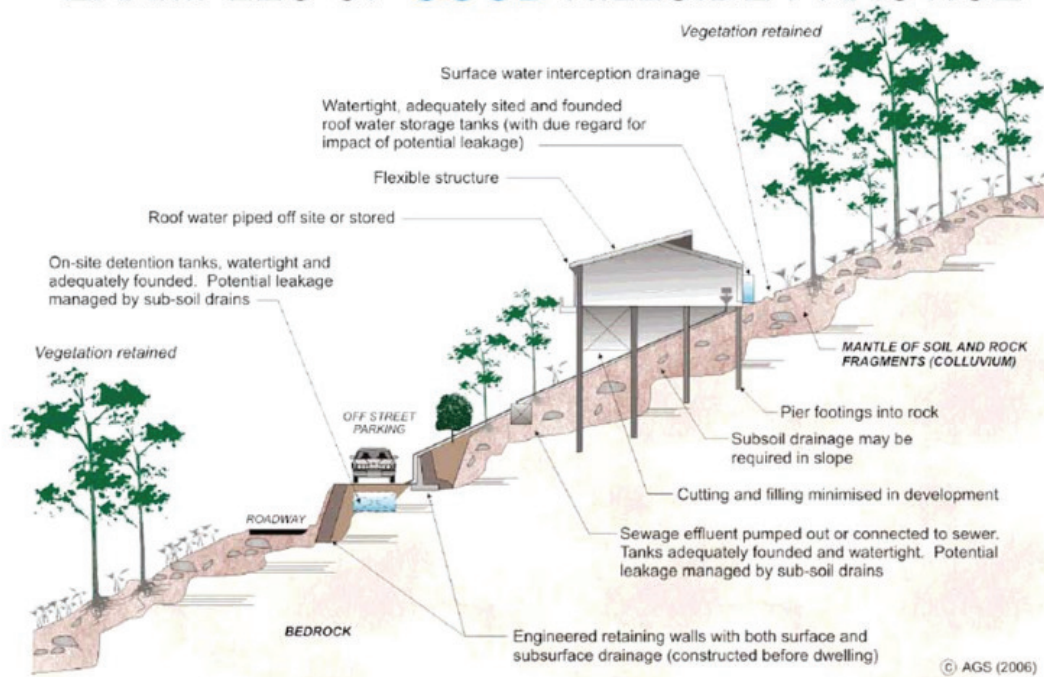 Vegetation retained
Surface water interception drainage
Watertight, adequately sited and founded
roof water storage tanks (with due regard for
impact of potential leakage)
Flexible structure
Roof water piped off site or stored
On-site detention tanks, watertight and
adequately founded. Potential leakage
managed by sub-soil drains
Vegetation retained
MANTLE OF SOIL AND ROCK
FRAGMENTS (COLLUVIUM)
OFF STREET
PARKING
Pier footings into rock
Subsoil drainage may be
required in slope
Cutting and filling minimised in development
ROADWAY
Sewage effluent pumped out or connected to sewer.
Tanks adequately founded and watertight. Potential
leakage managed by sub-soil drains
BEDROCK
Engineered retaining walls with both surface and
subsurface drainage (constructed before dwelling)
© AGS (2006)